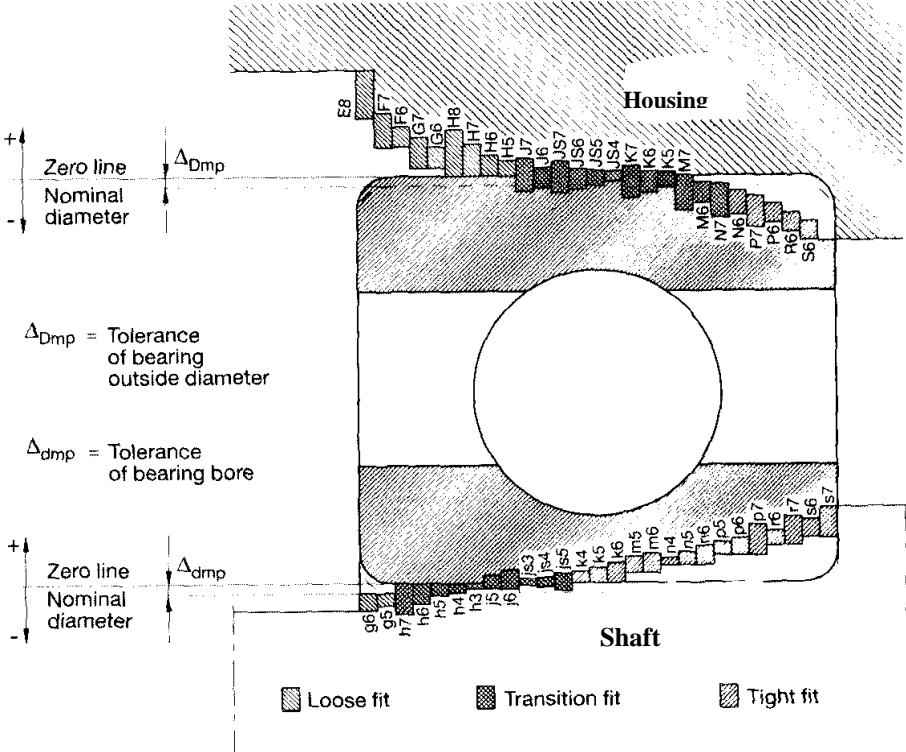 Housing
E8
F7
F6
G7
G6
H8
H7
H6
H5
J7
J6
JS7
JS6
JS5
JS4
K7
K6
K5
M7
M6
N7
N6
P7
P6
R6
S6
+
Zero line
Nominal
diameter
-
ΔDmp
ΔDmp = Tolerance
of bearing
outside diameter
Δdmp = Tolerance
of bearing bore
+
Zero line
Nominal
diameter
-
Δdmp
g6
g5
h7
h6
h5
h4
h3
j5
j6
js3
js4
js5
k4
k5
k6
m5
m6
n4
n5
n6
p5
p6
p7
r6
r7
s6
s7
Shaft
Loose fit
Transition fit
Tight fit